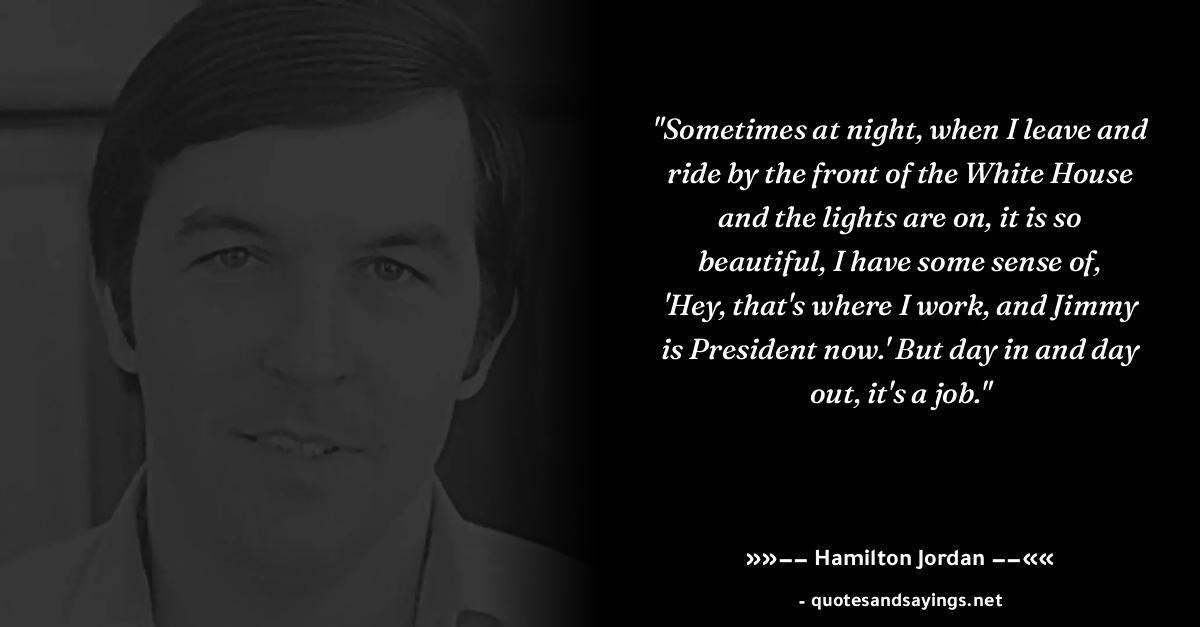 "Sometimes at night, when I leave and
ride by the front of the White House
and the lights are on, it is so
beautiful, I have some sense of,
'Hey, that's where I work, and Jimmy
is President now.' But day in and day
out, it's a job."
»»−− Hamilton Jordan −−««
- quotesandsayings.net